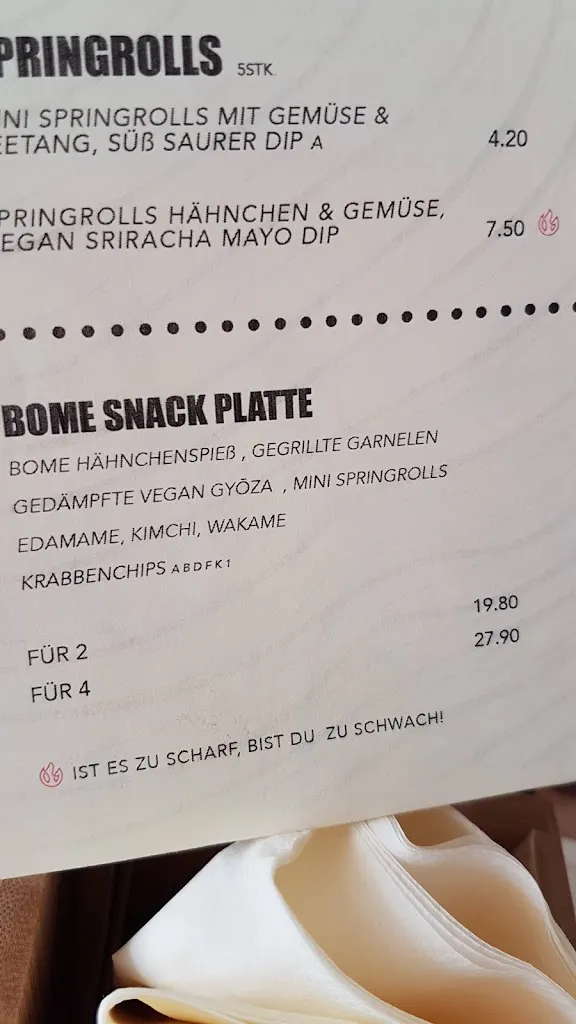 PRINGROLLS 5STK.
INI SPRINGROLLS MIT GEMÜSE &
EETANG, SÜß SAURER DIP A 4.20
PRINGROLLS HÄHNCHEN & GEMÜSE,
EGAN SRIRACHA MAYO DIP 7.50
BOME SNACK PLATTE
BOME HÄHNCHENSPIEß , GEGRILLTE GARNELEN
GEDÄMPFTE VEGAN GYŌZA , MINI SPRINGROLLS
EDAMAME, KIMCHI, WAKAME
KRABBENCHIPS A B D F K 1
FÜR 2 19.80
FÜR 4 27.90
IST ES ZU SCHARF, BIST DU ZU SCHWACH!